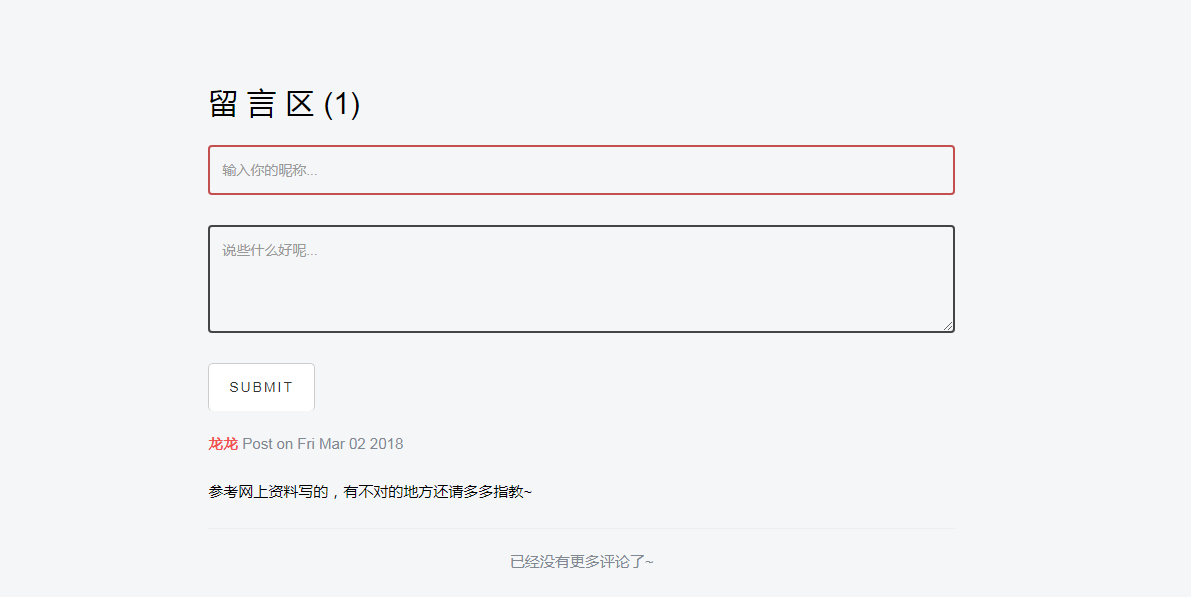 留 言 区 (1)
输入你的昵称...
说些什么好呢...
SUBMIT
龙龙 Post on Fri Mar 02 2018
参考网上资料写的，有不对的地方还请多多指教~
已经没有更多评论了~